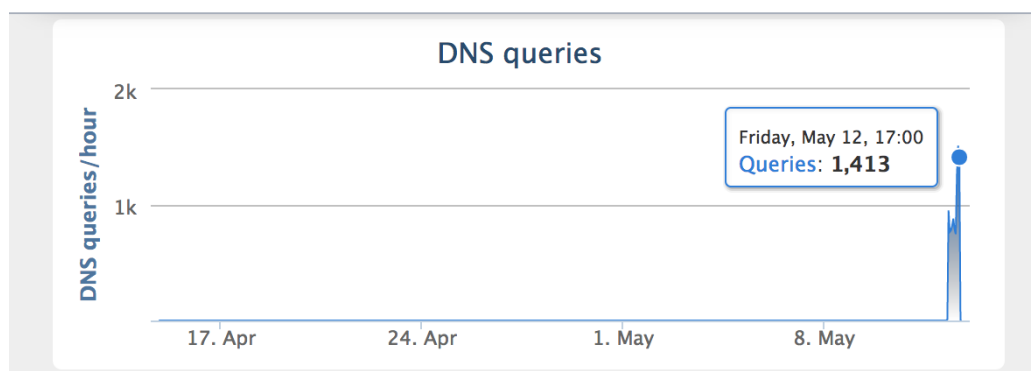 DNS queries
DNS queries/hour
2k
1k
Friday, May 12, 17:00
Queries: 1,413
17. Apr
24. Apr
1. May
8. May